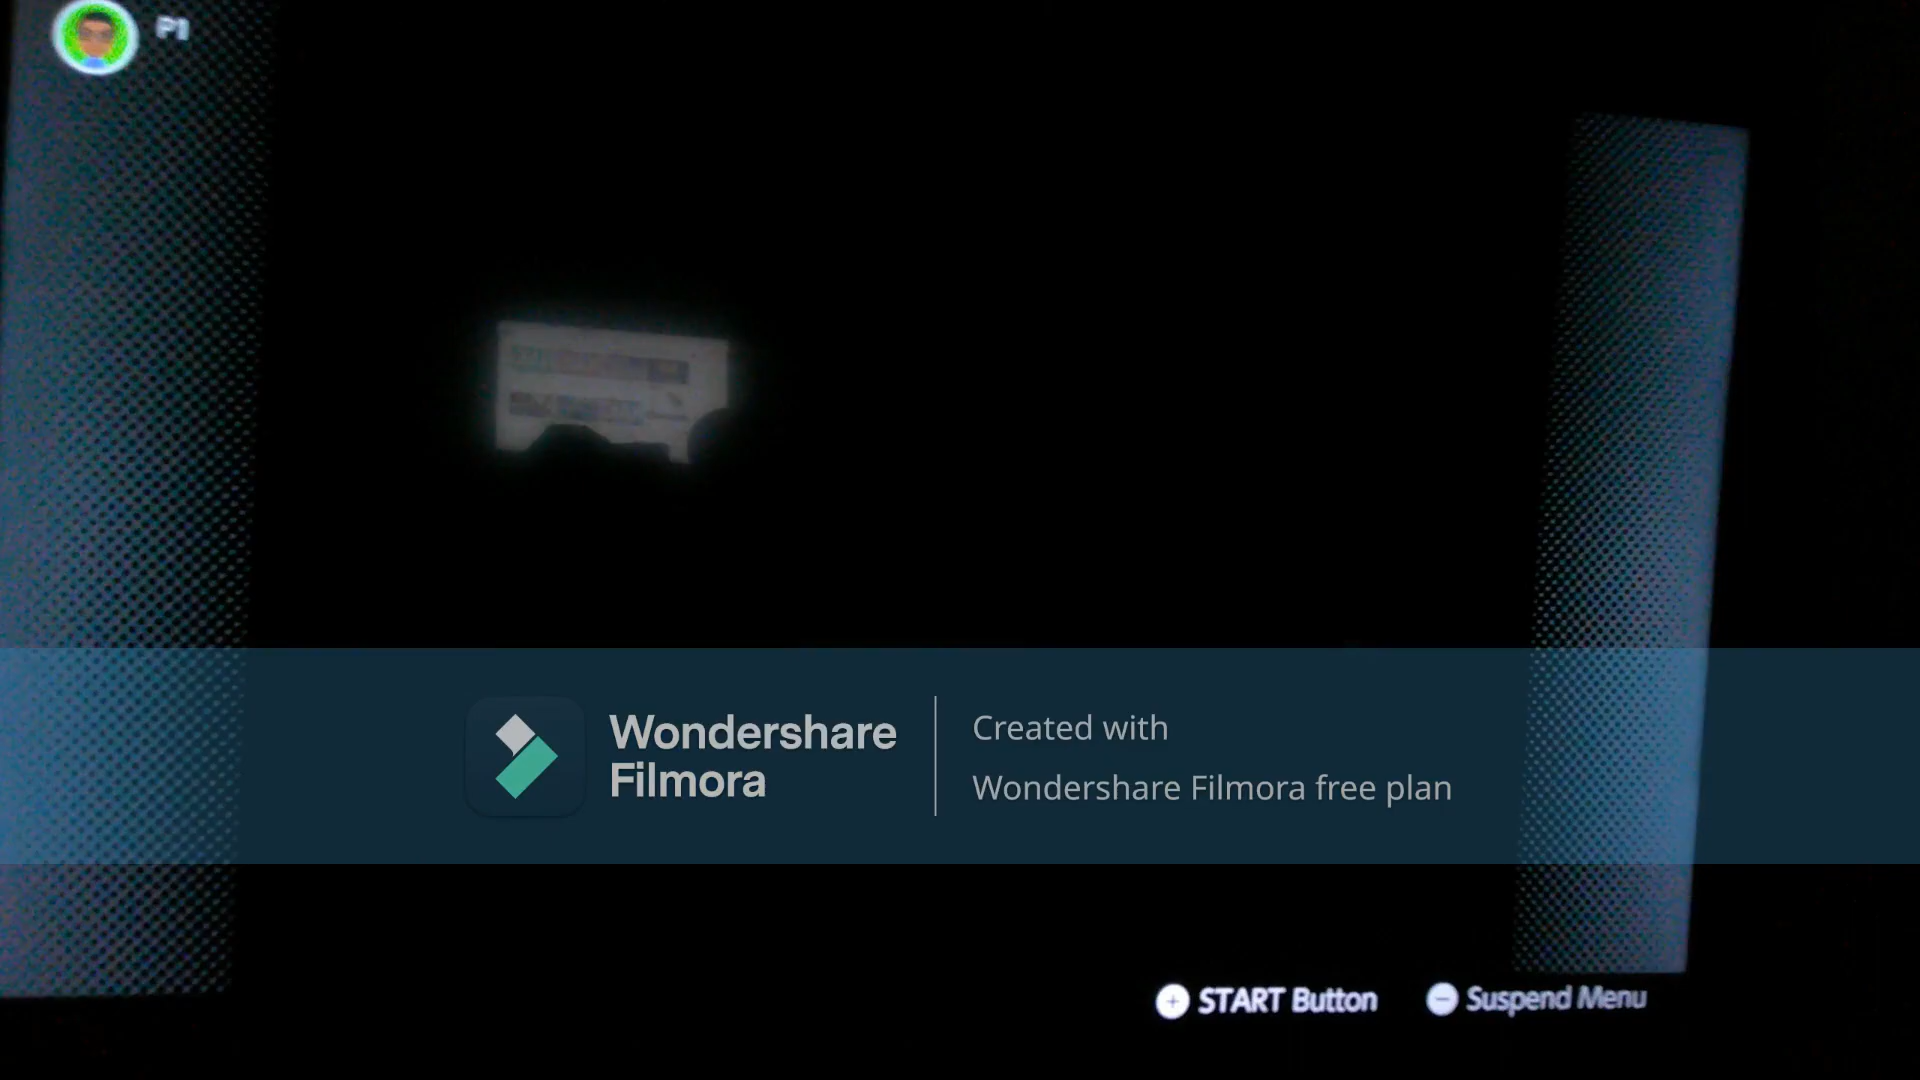 P1
Wondershare
Filmora
Created with
Wondershare Filmora free plan
START Button
Suspend Menu